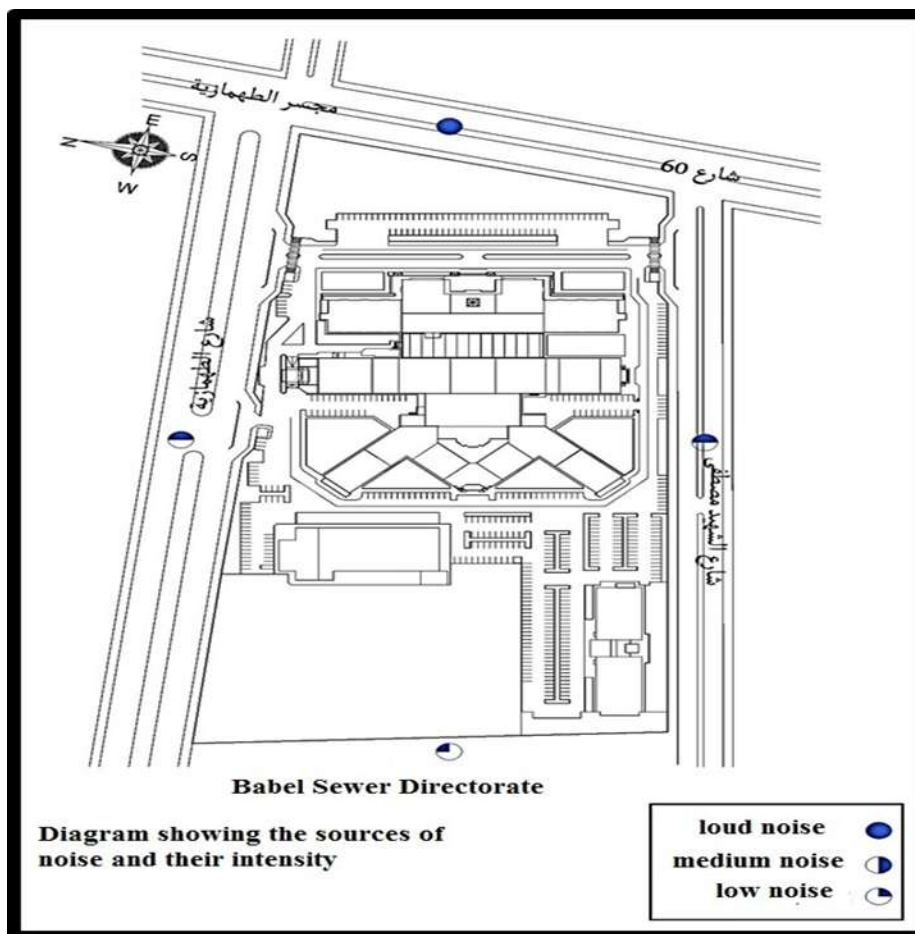 مجسر الطهمازية
شارع 60
E
N
S
W
شارع الطهمازية
شارع الشهيد مصطفى
Babel Sewer Directorate
Diagram showing the sources of
noise and their intensity
loud noise
medium noise
low noise